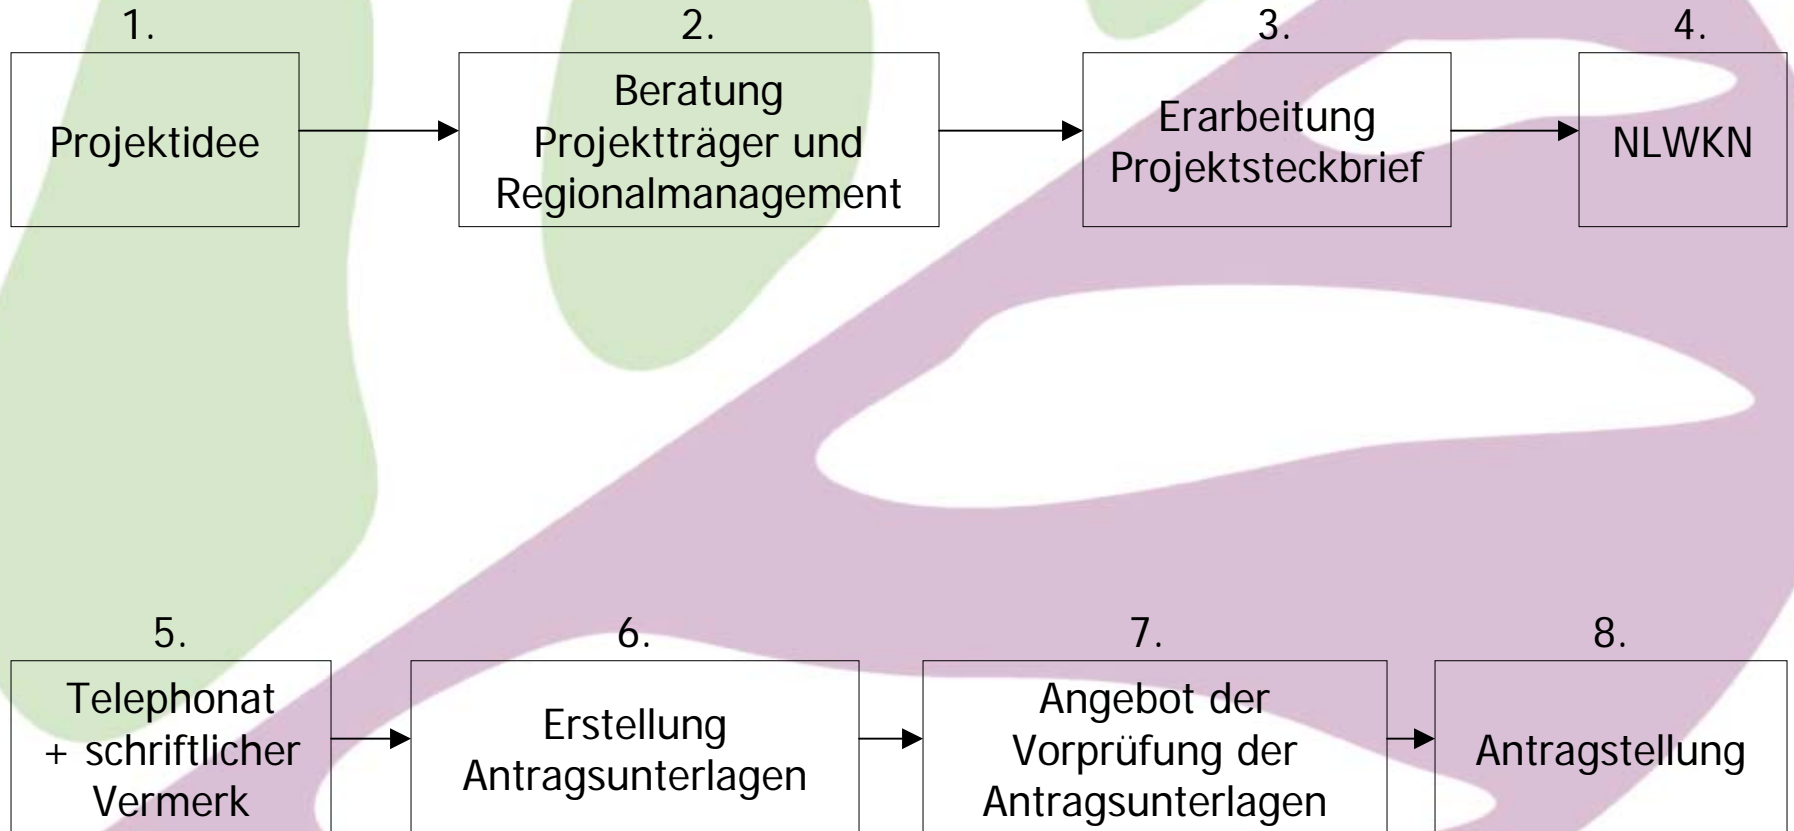 1.
Projektidee
2.
Beratung
Projektträger und
Regionalmanagement
3.
Erarbeitung
Projektsteckbrief
4.
NLWKN
5.
Telephonat
+ schriftlicher
Vermerk
6.
Erstellung
Antragsunterlagen
7.
Angebot der
Vorprüfung der
Antragsunterlagen
8.
Antragstellung